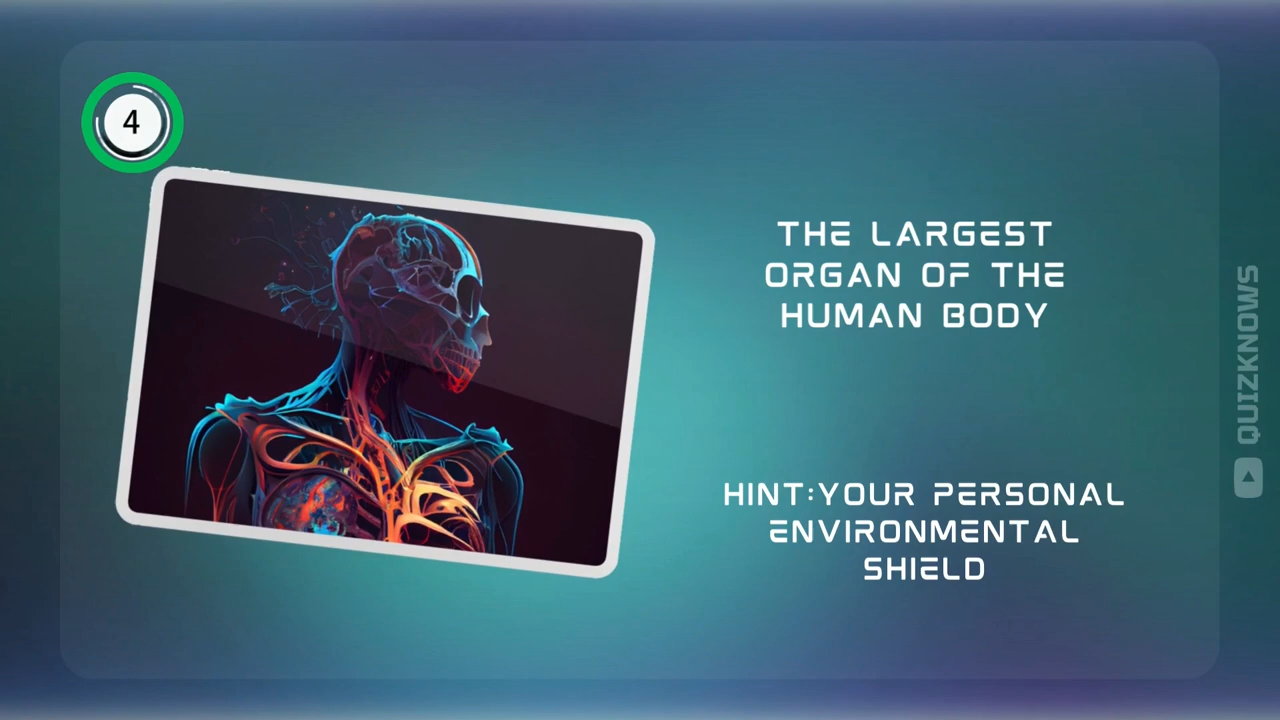 4
THE LARGEST
ORGAN OF THE
HUMAN BODY
HINT:YOUR PERSONAL
ENVIRONMENTAL
SHIELD
QUIZKNOWS